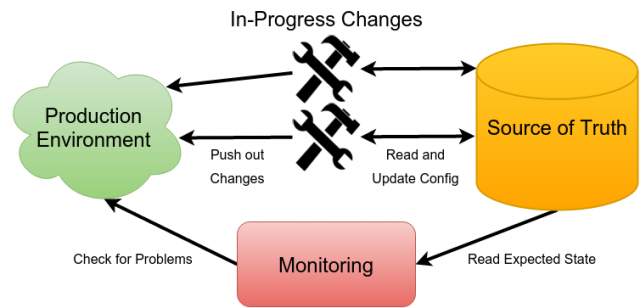 In-Progress Changes
Production
Environment
Source of Truth
Push out
Changes
Read and
Update Config
Check for Problems
Monitoring
Read Expected State